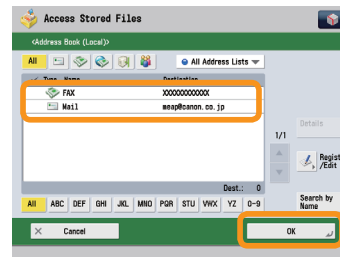 Access Stored Files
<Address Book (Local)>
All
All Address Lists
Type Name Destination
FAX XXXXXXXXXXXX
Mail meap@canon.co.jp
Details
1/1
Regist
/Edit
Dest.: 0
All ABC DEF GHI JKL MNO PQR STU VWX YZ 0-9
Search by
Name
Cancel
OK